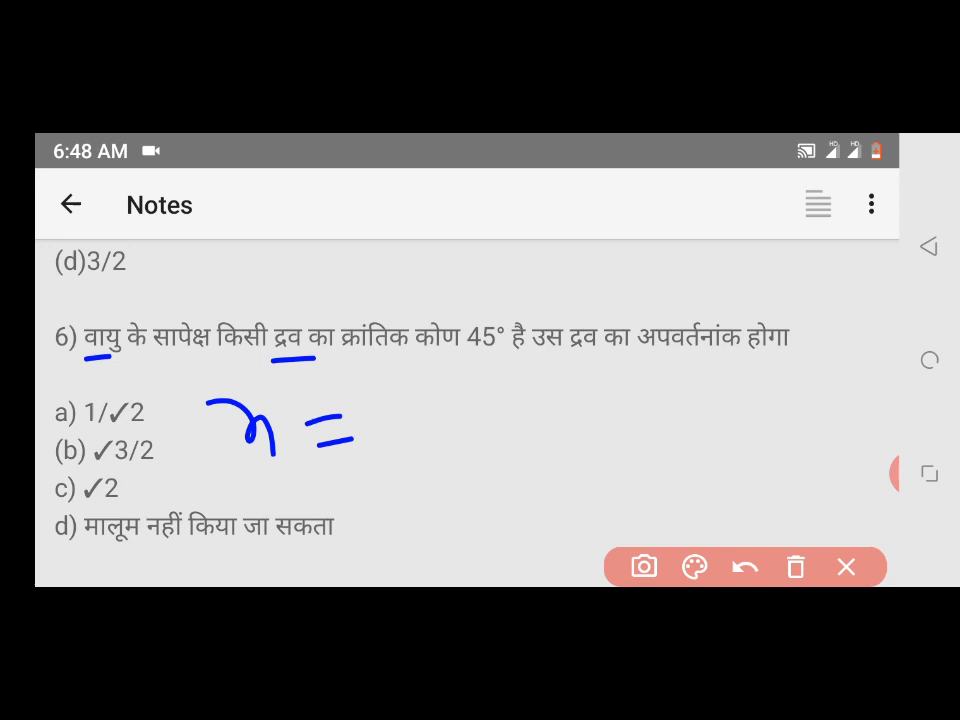 6:48 AM
Notes
(d)3/2
6) वायु के सापेक्ष किसी द्रव का क्रांतिक कोण 45° है उस द्रव का अपवर्तनांक होगा
a) 1/✓2
n =
(b) ✓3/2
c) ✓2
d) मालूम नहीं किया जा सकता